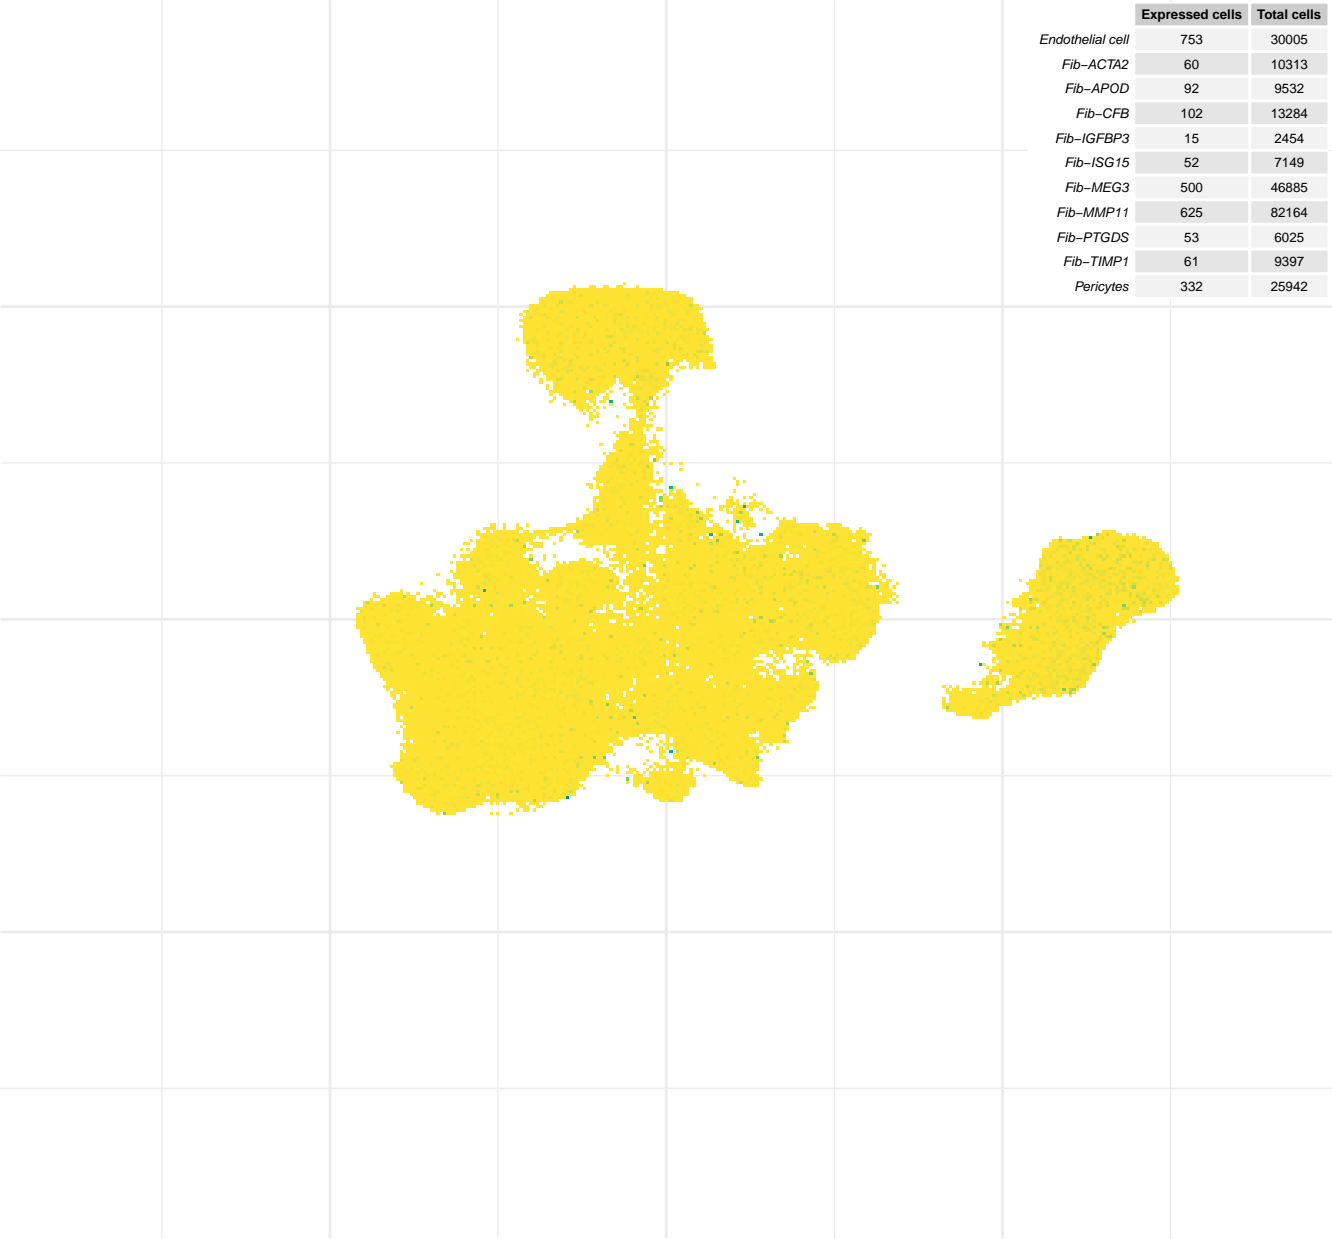 Expressed cells Total cells
Endothelial cell 753 30005
Fib−ACTA2 60 10313
Fib−APOD 92 9532
Fib−CFB 102 13284
Fib−IGFBP3 15 2454
Fib−ISG15 52 7149
Fib−MEG3 500 46885
Fib−MMP11 625 82164
Fib−PTGDS 53 6025
Fib−TIMP1 61 9397
Pericytes 332 25942